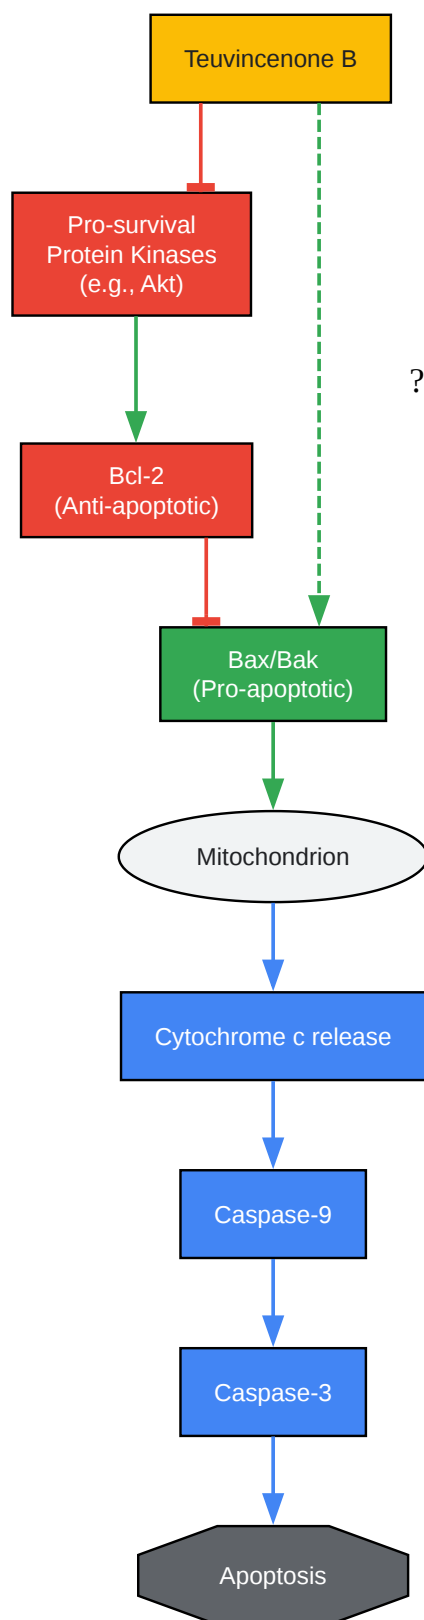 Teuvincenone B
Pro-survival
Protein Kinases
(e.g., Akt)
?
Bcl-2
(Anti-apoptotic)
Bax/Bak
(Pro-apoptotic)
Mitochondrion
Cytochrome c release
Caspase-9
Caspase-3
Apoptosis